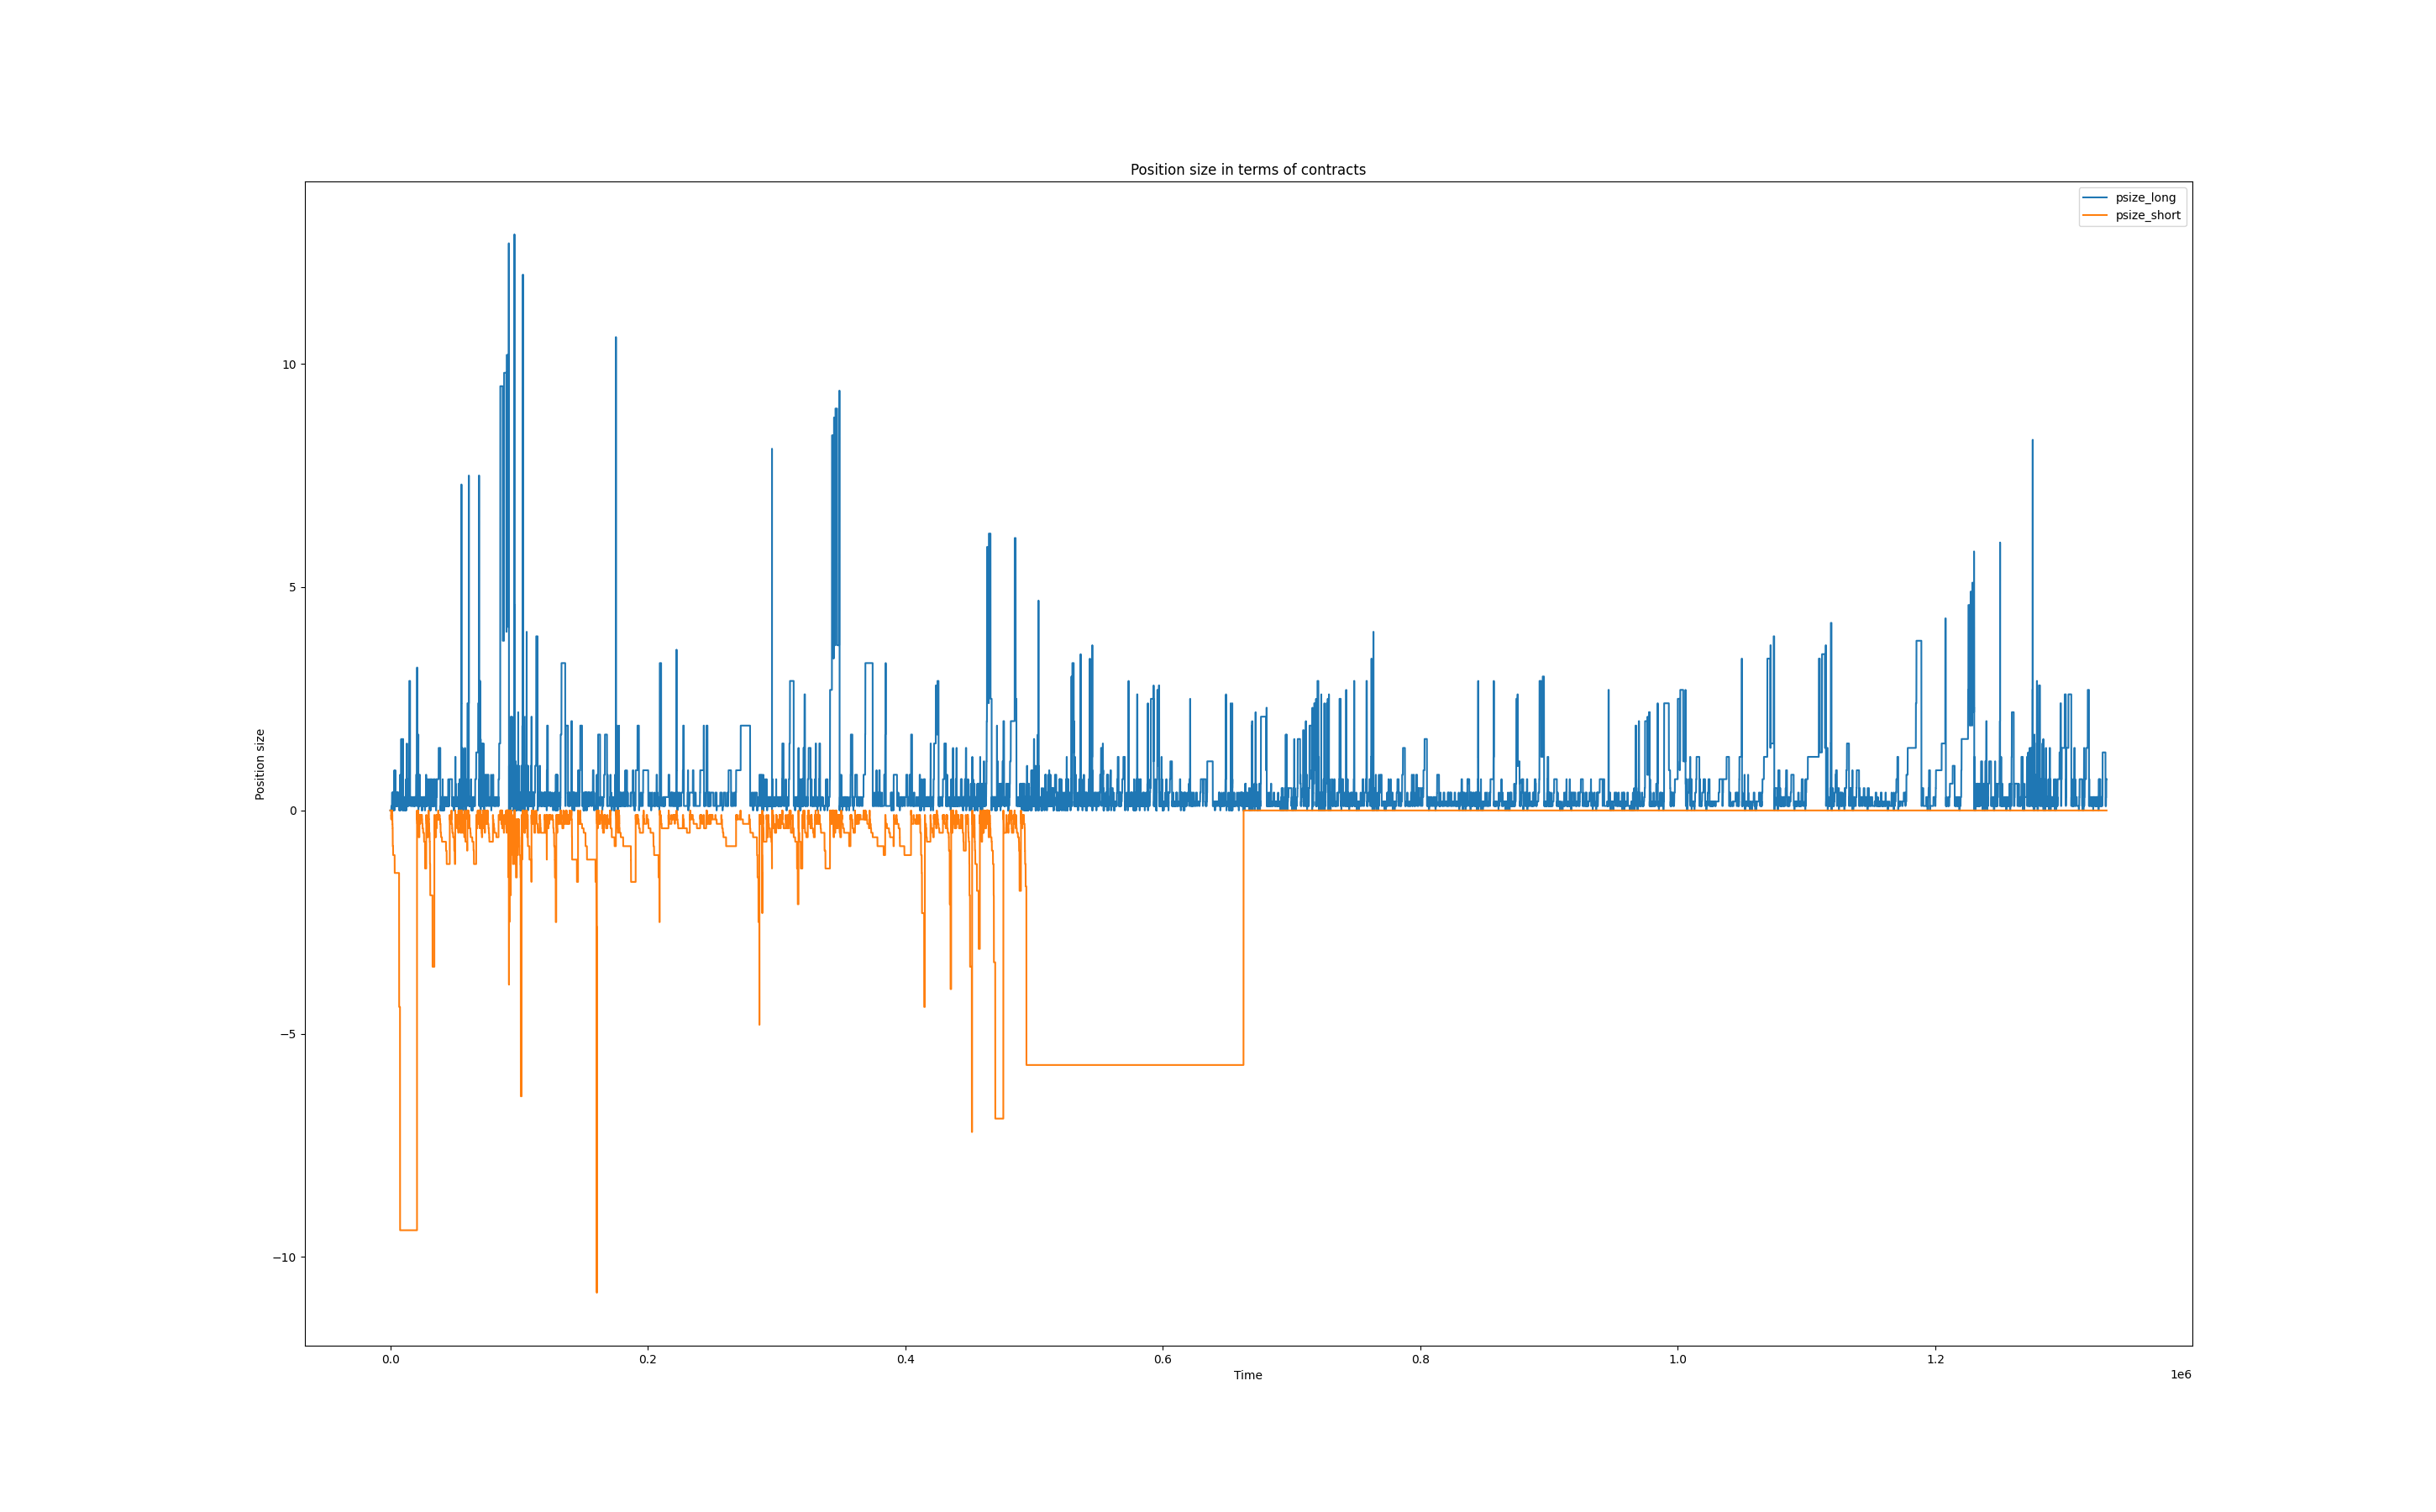 Position size in terms of contracts
psize_long
psize_short
Position size
10
5
0
−5
−10
0.0
0.2
0.4
0.6
0.8
1.0
1.2
1e6
Time